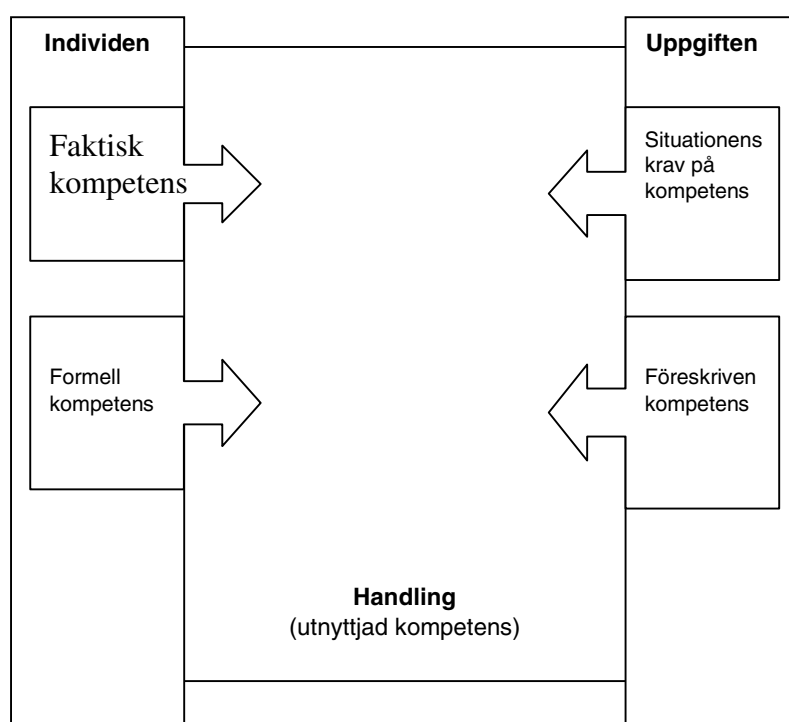 Individen
Uppgiften
Faktisk
kompetens
Situationens
krav på
kompetens
Formell
kompetens
Föreskriven
kompetens
Handling
(utnyttjad kompetens)